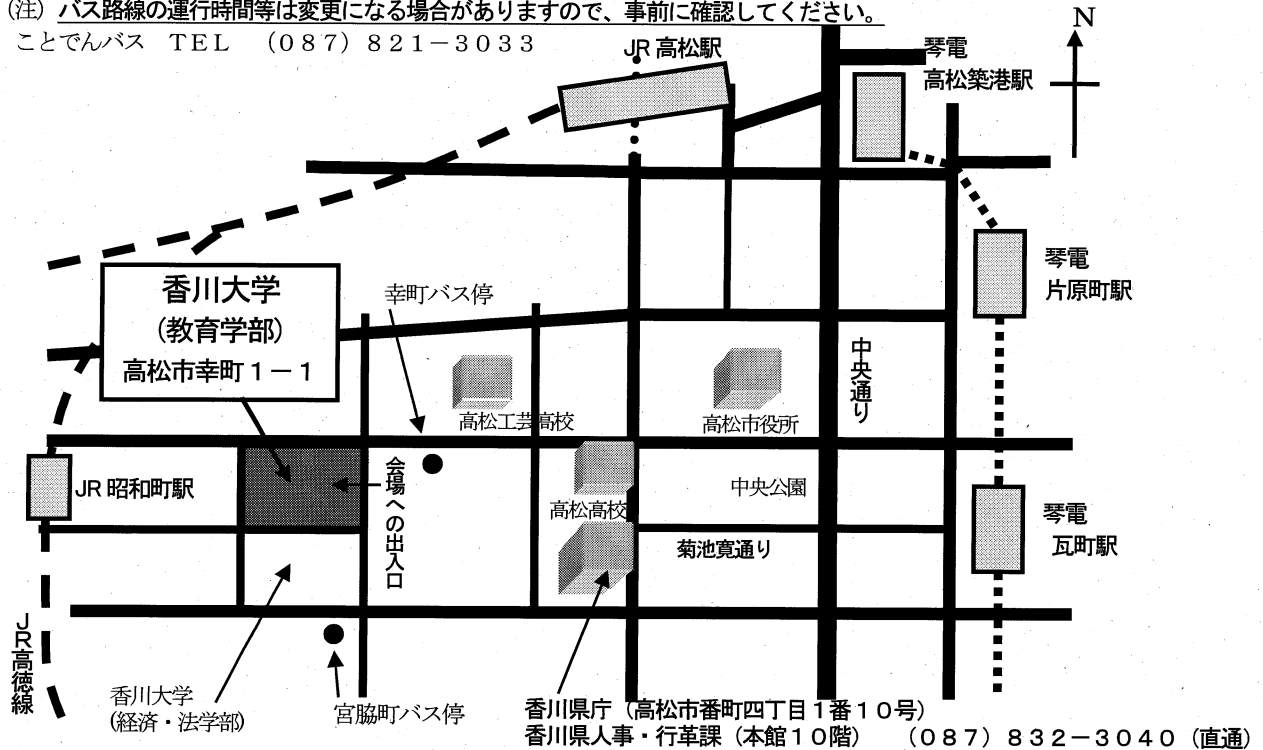 (注) バス路線の運行時間等は変更になる場合がありますので、事前に確認してください。
ことでんバス　ＴＥＬ　(０８７) ８２１－３０３３
JR 高松駅
琴電
高松築港駅
N
琴電
片原町駅
香川大学
(教育学部)
高松市幸町１－１
幸町バス停
中央通り
高松工芸高校
高松市役所
JR 昭和町駅
会場への出入口
中央公園
高松高校
琴電
瓦町駅
菊池寛通り
ＪＲ高徳線
香川大学
(経済・法学部)
宮脇町バス停
香川県庁 (高松市番町四丁目１番１０号)
香川県人事・行革課 (本館１０階)　(０８７) ８３２－３０４０ (直通)